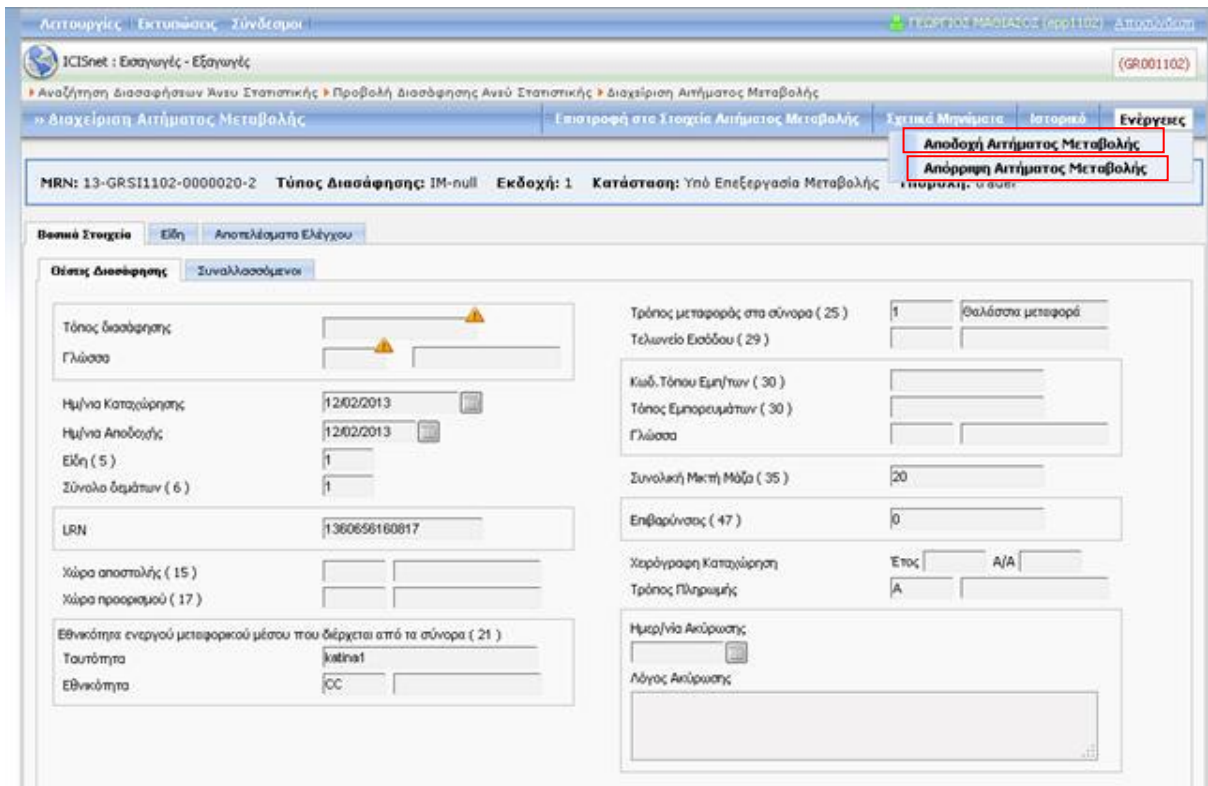 Λειτουργίες Εκτυπώσεις Σύνδεσμοι ΓΕΩΡΓΙΟΣ (epp1102) Αποσύνδεση
ICISnet : Εισαγωγές - Εξαγωγές (GR001102)
Αναζήτηση Διασαφήσεων Άνευ Στατιστικής Προβολή Διασάφησης Ανεύ Στατιστικής Διαχείριση Αιτήματος Μεταβολής
» Διαχείριση Αιτήματος Μεταβολής Επιστροφή στα Στοιχεία Αιτήματος Μεταβολής Σχετικά Μηνύματα Ιστορικό Ενέργειες
Αποδοχή Αιτήματος Μεταβολής
Απόρριψη Αιτήματος Μεταβολής
MRN: 13-GRSI1102-0000020-2 Τύπος Διασάφησης: IM-null Εκδοχή: 1 Κατάσταση: Υπό Επεξεργασία Μεταβολής Υποβολή: trader
Βασικά Στοιχεία Είδη Αποτελέσματα Ελέγχου
Θέσεις Διασάφησης Συναλλασσόμενοι
Τόπος διασάφησης
Γλώσσα
Ημ/νια Καταχώρησης 12/02/2013
Ημ/νια Αποδοχής 12/02/2013
Είδη ( 5 ) 1
Σύνολο δεμάτων ( 6 ) 1
LRN 1360656160817
Χώρα αποστολής ( 15 )
Χώρα προορισμού ( 17 )
Εθνικότητα ενεργού μεταφορικού μέσου που διέρχεται από τα σύνορα ( 21 )
Ταυτότητα katina1
Εθνικότητα CC
Τρόπος μεταφοράς στα σύνορα ( 25 ) 1 Θαλάσσια μεταφορά
Τελωνείο Εισόδου ( 29 )
Κωδ.Τόπου Εμπ/των ( 30 )
Τόπος Εμπορευμάτων ( 30 )
Γλώσσα
Συνολική Μικτή Μάζα ( 35 ) 20
Επιβαρύνσεις ( 47 ) 0
Χειρόγραφη Καταχώρηση Έτος Α/Α
Τρόπος Πληρωμής A
Ημερ/νία Ακύρωσης
Λόγος Ακύρωσης